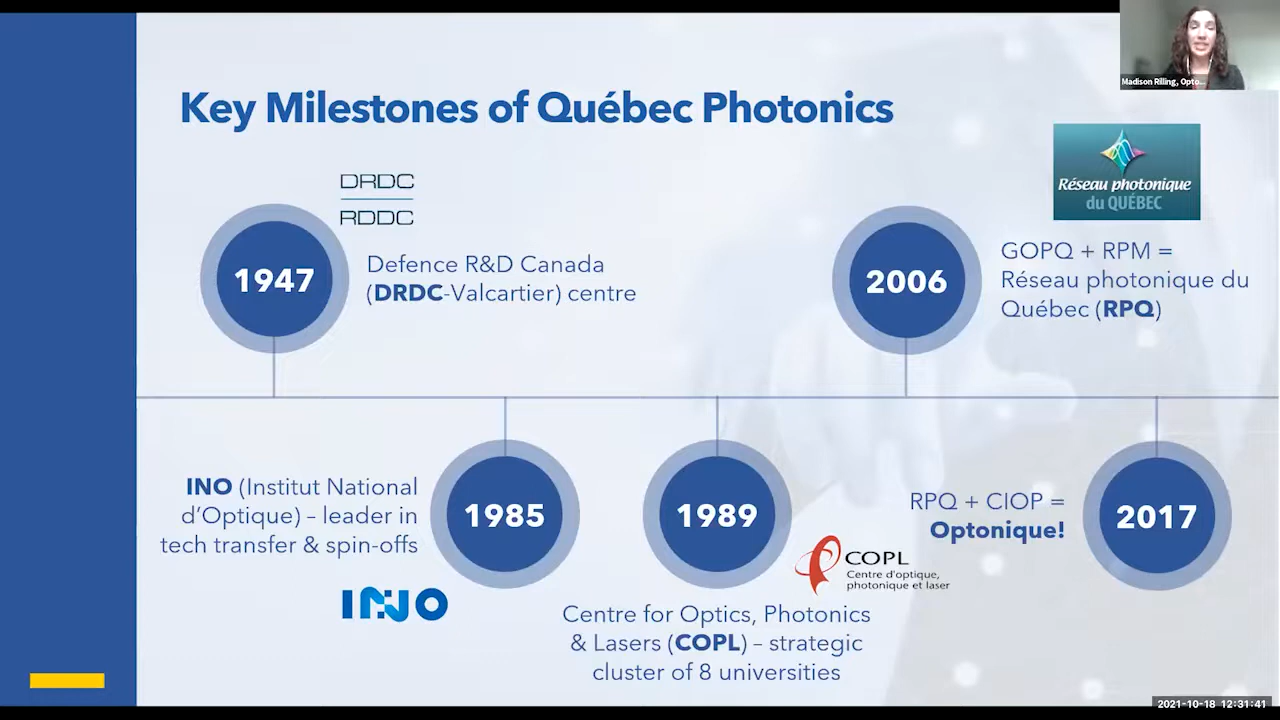 Madison Rilling, Opto...
Key Milestones of Québec Photonics
DRDC
RDDC
1947
Defence R&D Canada
(DRDC-Valcartier) centre
Réseau photonique
du QUÉBEC
2006
GOPQ + RPM =
Réseau photonique du
Québec (RPQ)
INO (Institut National
d'Optique) – leader in
tech transfer & spin-offs
INO
1985
1989
COPL
Centre d'optique,
photonique et laser
Centre for Optics, Photonics
& Lasers (COPL) – strategic
cluster of 8 universities
RPQ + CIOP =
Optonique!
2017
2021-10-18 12:31:41